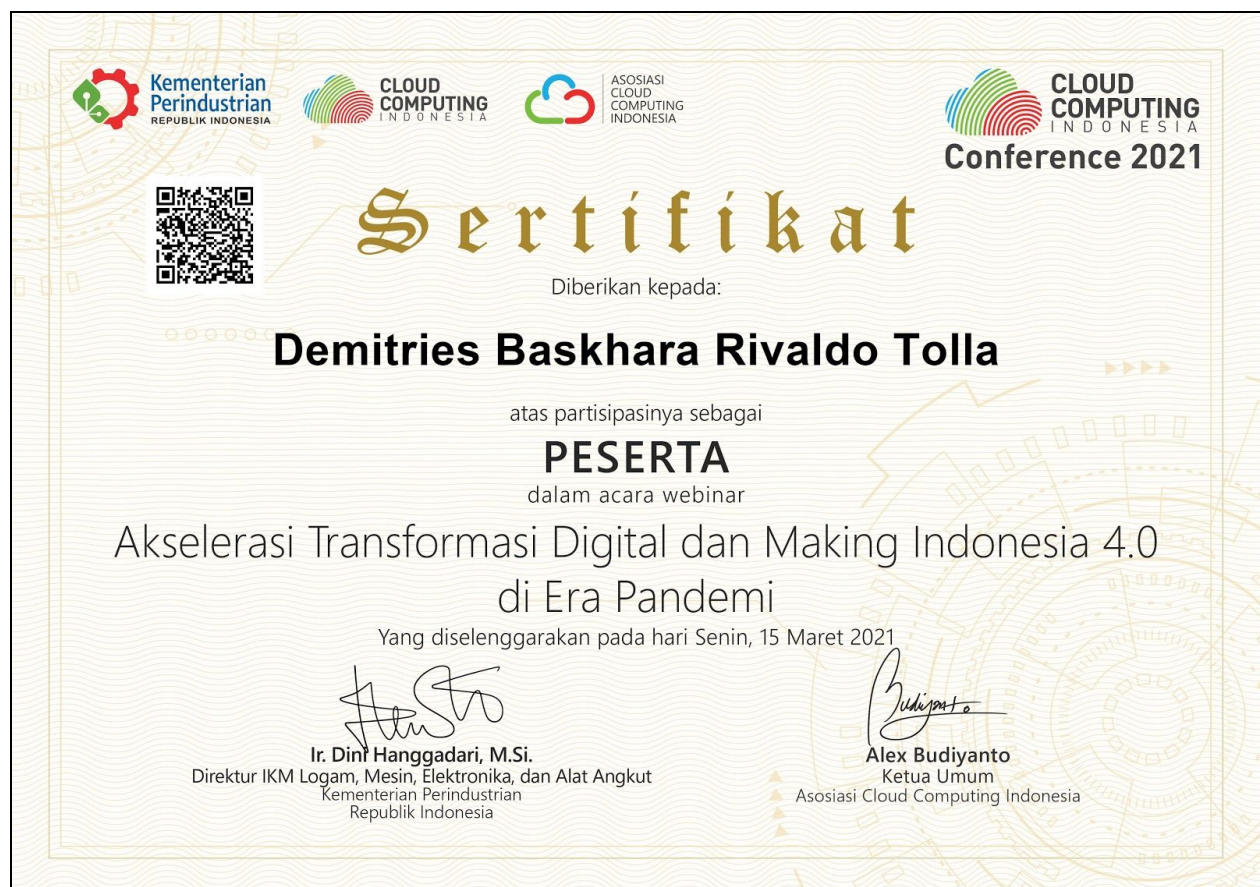 Kementerian
Perindustrian
REPUBLIK INDONESIA
CLOUD
COMPUTING
INDONESIA
ASOSIASI
CLOUD
COMPUTING
INDONESIA
CLOUD
COMPUTING
INDONESIA
Conference 2021
Sertifikat
Diberikan kepada:
Demitries Baskhara Rivaldo Tolla
atas partisipasinya sebagai
PESERTA
dalam acara webinar
Akselerasi Transformasi Digital dan Making Indonesia 4.0
di Era Pandemi
Yang diselenggarakan pada hari Senin, 15 Maret 2021
Budiyanto
Ir. Dini Hanggadari, M.Si.
Direktur IKM Logam, Mesin, Elektronika, dan Alat Angkut
Kementerian Perindustrian
Republik Indonesia
Alex Budiyanto
Ketua Umum
Asosiasi Cloud Computing Indonesia